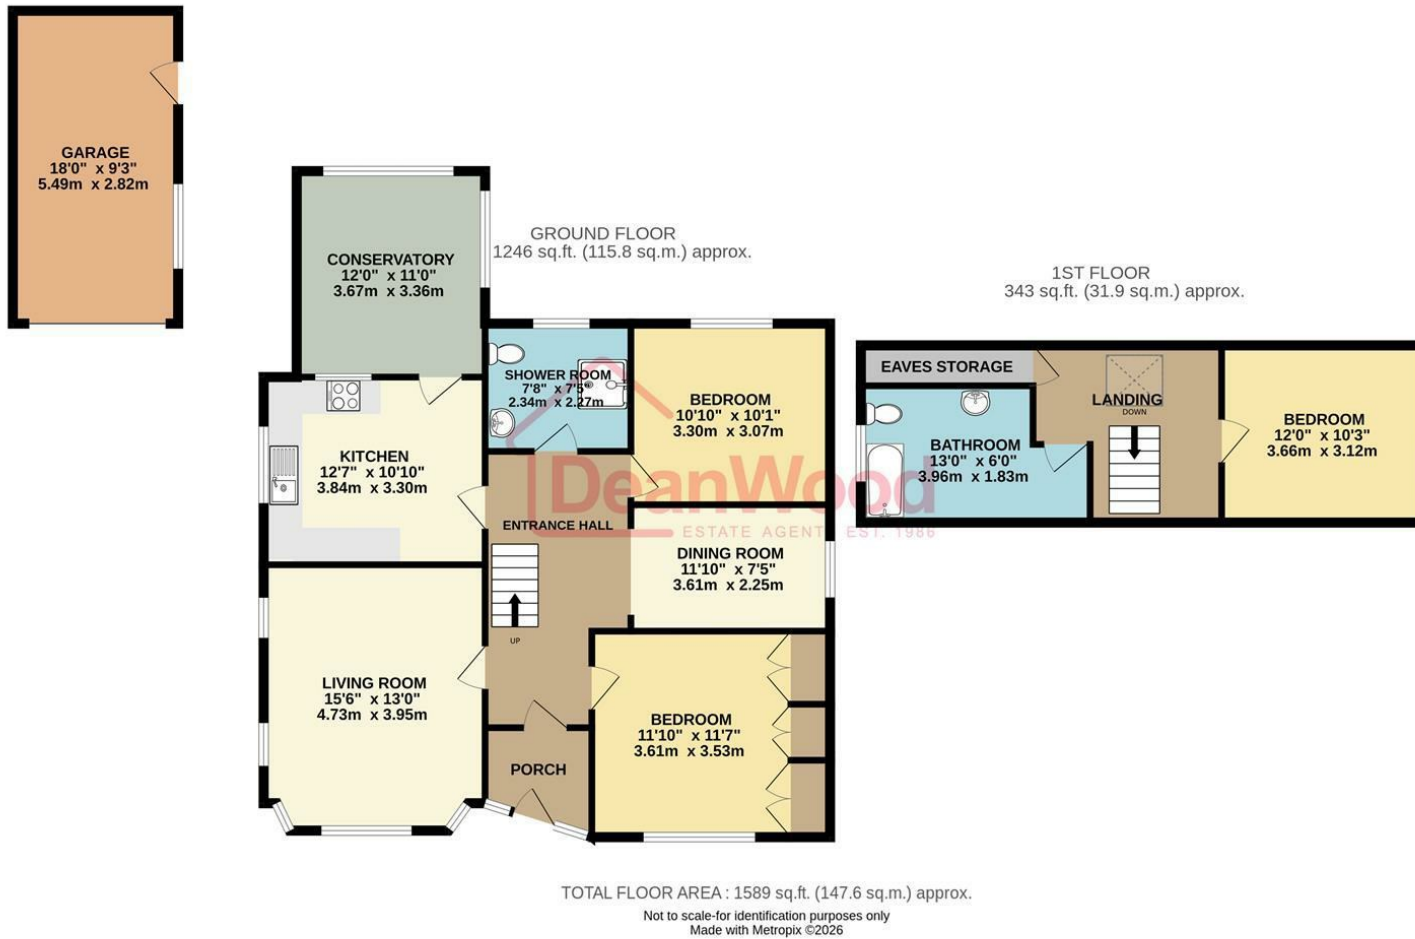 GARAGE
18'0" x 9'3"
5.49m x 2.82m
CONSERVATORY
12'0" x 11'0"
3.67m x 3.36m
GROUND FLOOR
1246 sq.ft. (115.8 sq.m.) approx.
1ST FLOOR
343 sq.ft. (31.9 sq.m.) approx.
SHOWER ROOM
7'8" x 7'5"
2.34m x 2.27m
BEDROOM
10'10" x 10'1"
3.30m x 3.07m
KITCHEN
12'7" x 10'10"
3.84m x 3.30m
EAVES STORAGE
LANDING
DOWN
BATHROOM
13'0" x 6'0"
3.96m x 1.83m
BEDROOM
12'0" x 10'3"
3.66m x 3.12m
DeanWood
ESTATE AGENT EST. 1986
ENTRANCE HALL
DINING ROOM
11'10" x 7'5"
3.61m x 2.25m
UP
LIVING ROOM
15'6" x 13'0"
4.73m x 3.95m
BEDROOM
11'10" x 11'7"
3.61m x 3.53m
PORCH
TOTAL FLOOR AREA : 1589 sq.ft. (147.6 sq.m.) approx.
Not to scale-for identification purposes only
Made with Metropix ©2026